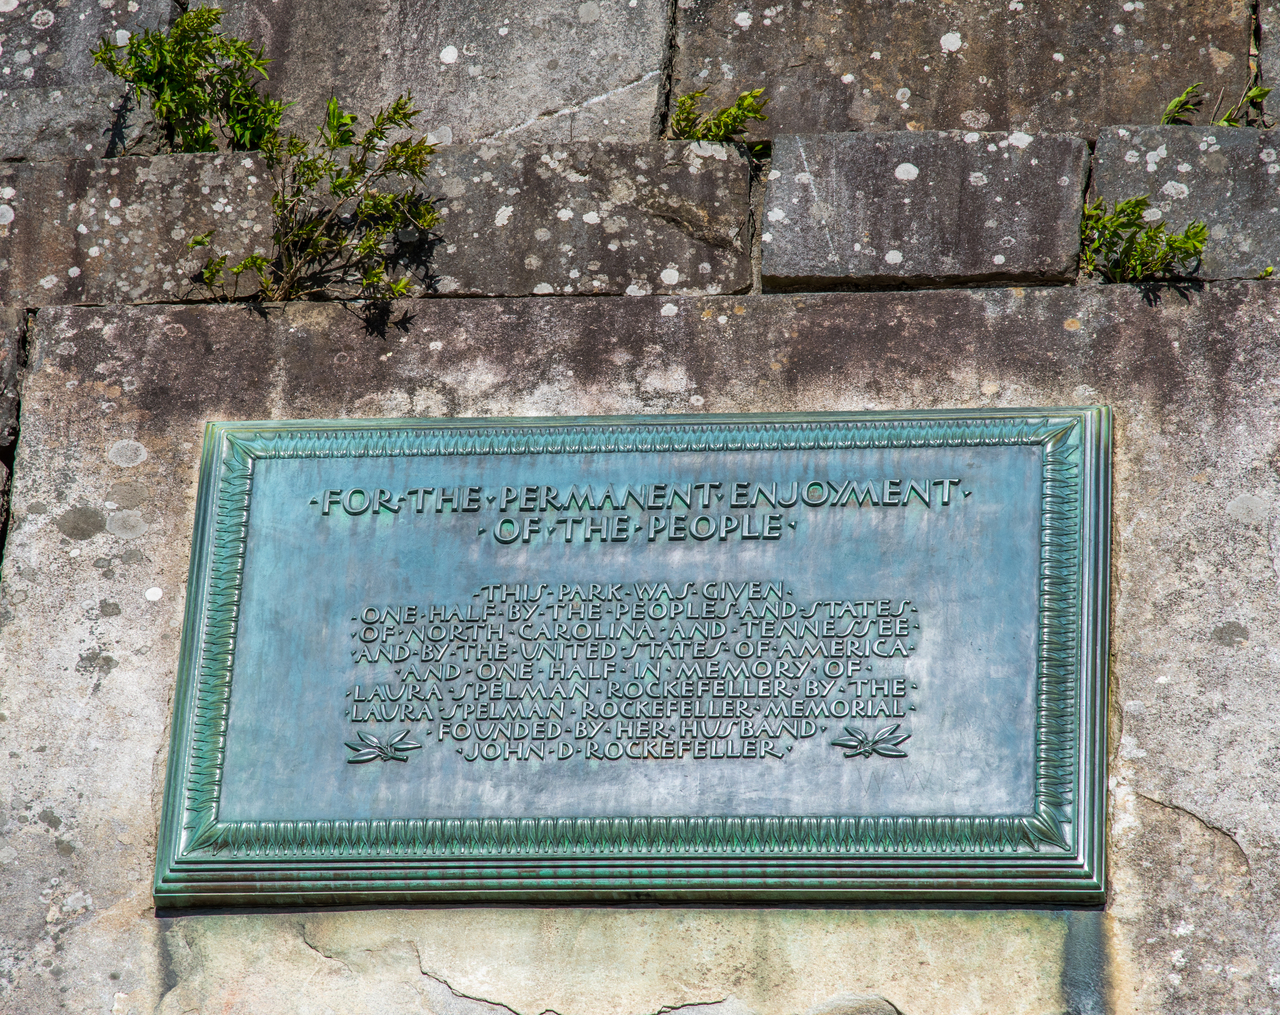 ·FOR·THE·PERMANENT·ENJOYMENT·
·OF·THE·PEOPLE·
·THIS·PARK·WAS·GIVEN·
ONE·HALF·BY·THE·PEOPLES·AND·STATES·
OF·NORTH·CAROLINA·AND·TENNESSEE
AND·BY·THE·UNITED·STATES·OF·AMERICA
·AND·ONE·HALF·IN·MEMORY·OF·
LAURA·SPELMAN·ROCKEFELLER·BY·THE
LAURA·SPELMAN·ROCKEFELLER·MEMORIAL
·FOUNDED·BY·HER·HUSBAND·
·JOHN·D·ROCKEFELLER·